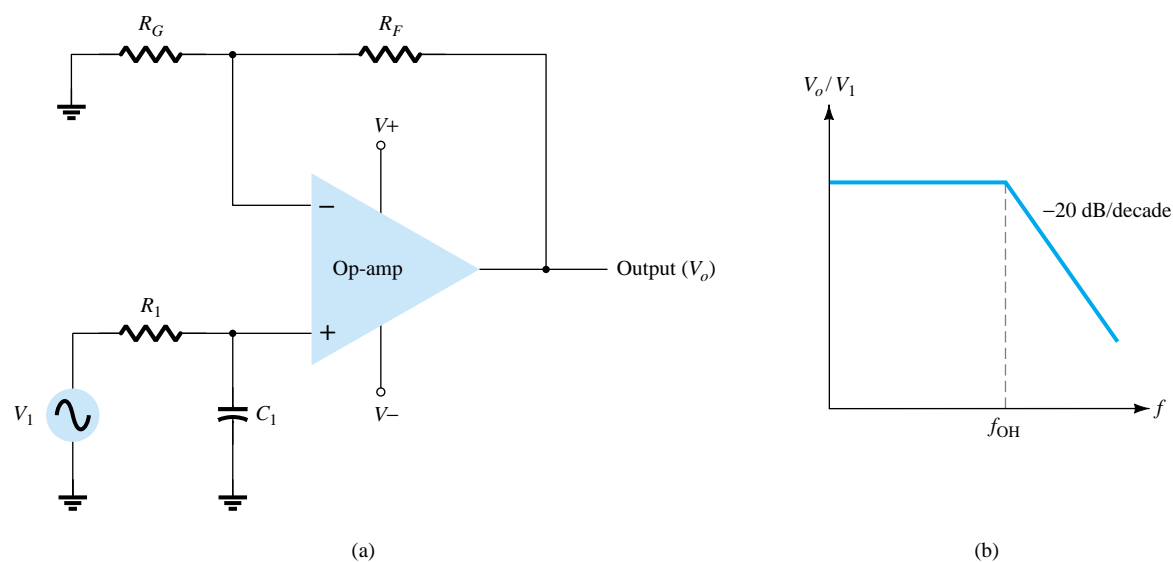 R_G
R_F
V_o / V_1
V+
−
−20 dB/decade
Op-amp
Output (V_o)
R_1
+
V_1
C_1
V−
f
f_OH
(a)
(b)